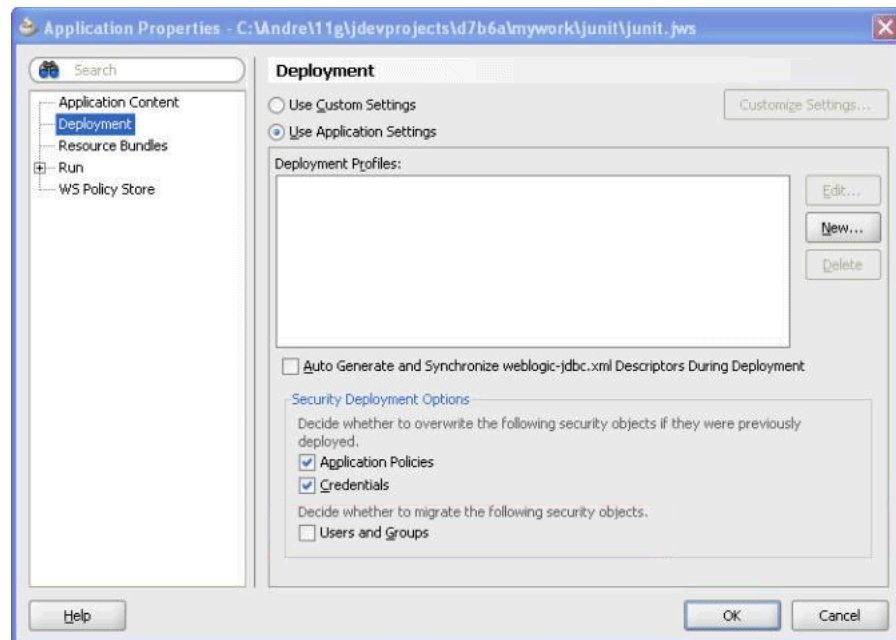 Application Properties - C:\Andre\11g\jdevprojects\d7b6a\mywork\junit\junit.jws
Search
Application Content
Deployment
Resource Bundles
Run
WS Policy Store
Deployment
Use Custom Settings
Customize Settings...
Use Application Settings
Deployment Profiles:
Edit...
New...
Delete
Auto Generate and Synchronize weblogic-jdbc.xml Descriptors During Deployment
Security Deployment Options
Decide whether to overwrite the following security objects if they were previously
deployed.
Application Policies
Credentials
Decide whether to migrate the following security objects.
Users and Groups
Help
OK
Cancel